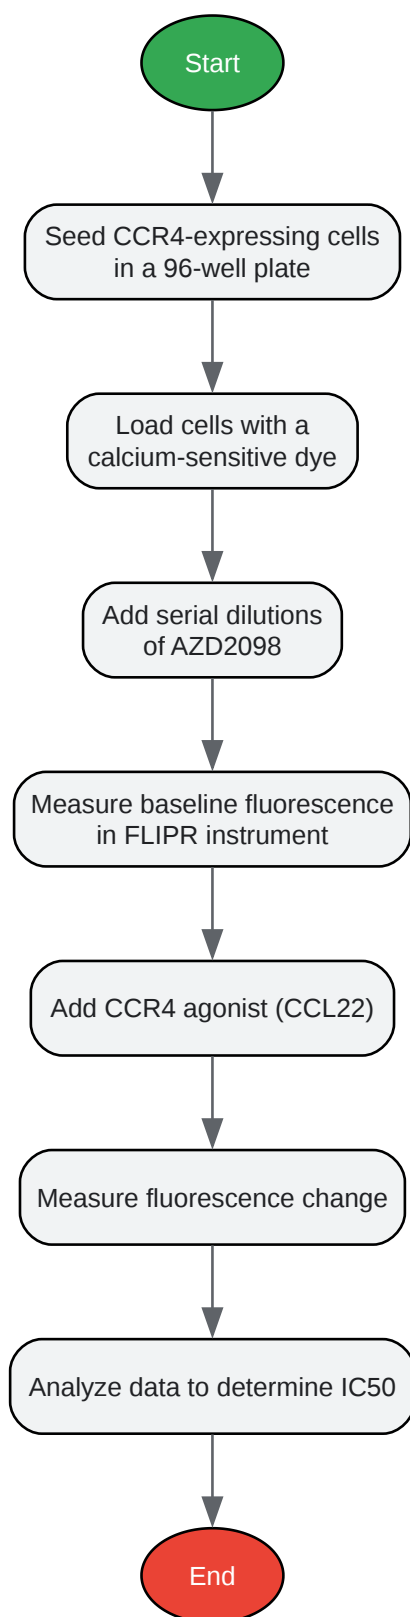 Start
Seed CCR4-expressing cells
in a 96-well plate
Load cells with a
calcium-sensitive dye
Add serial dilutions
of AZD2098
Measure baseline fluorescence
in FLIPR instrument
Add CCR4 agonist (CCL22)
Measure fluorescence change
Analyze data to determine IC50
End